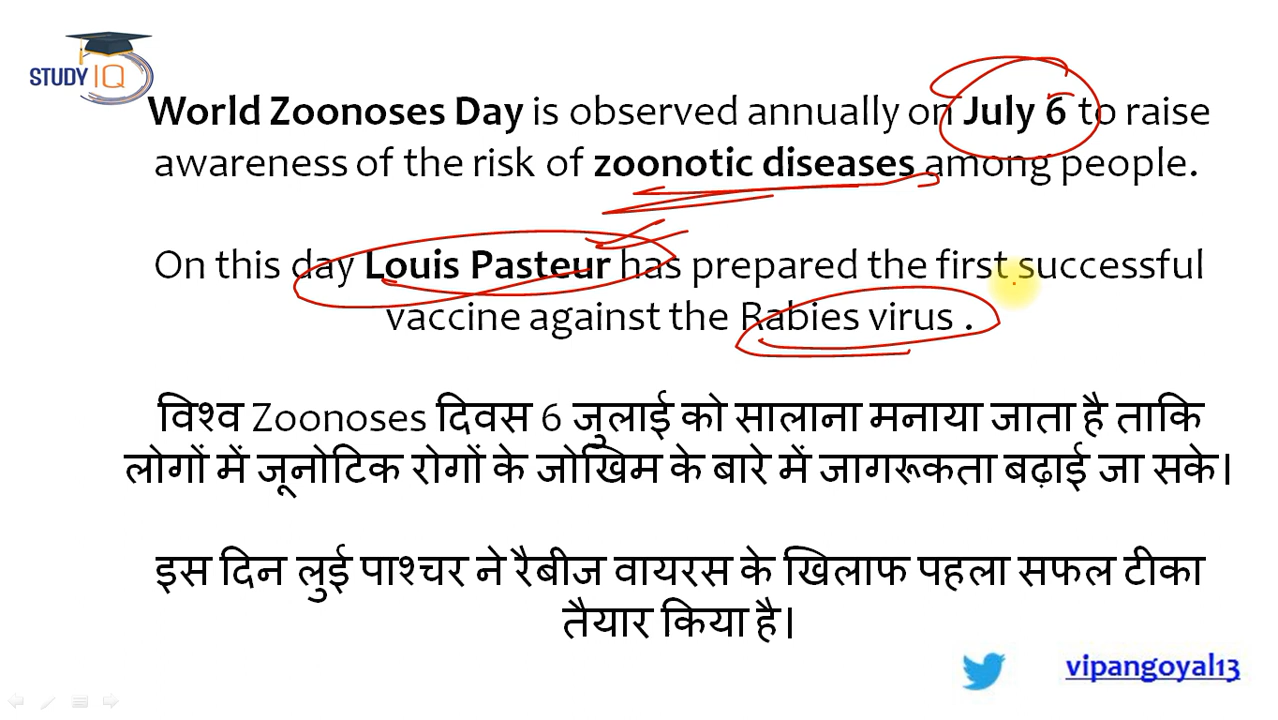 STUDY IQ
World Zoonoses Day is observed annually on July 6 to raise
awareness of the risk of zoonotic diseases among people.
On this day Louis Pasteur has prepared the first successful
vaccine against the Rabies virus .
विश्व Zoonoses दिवस 6 जुलाई को सालाना मनाया जाता है ताकि
लोगों में जूनोटिक रोगों के जोखिम के बारे में जागरूकता बढ़ाई जा सके।
इस दिन लुई पाश्चर ने रैबीज वायरस के खिलाफ पहला सफल टीका
तैयार किया है।
vipangoyal13